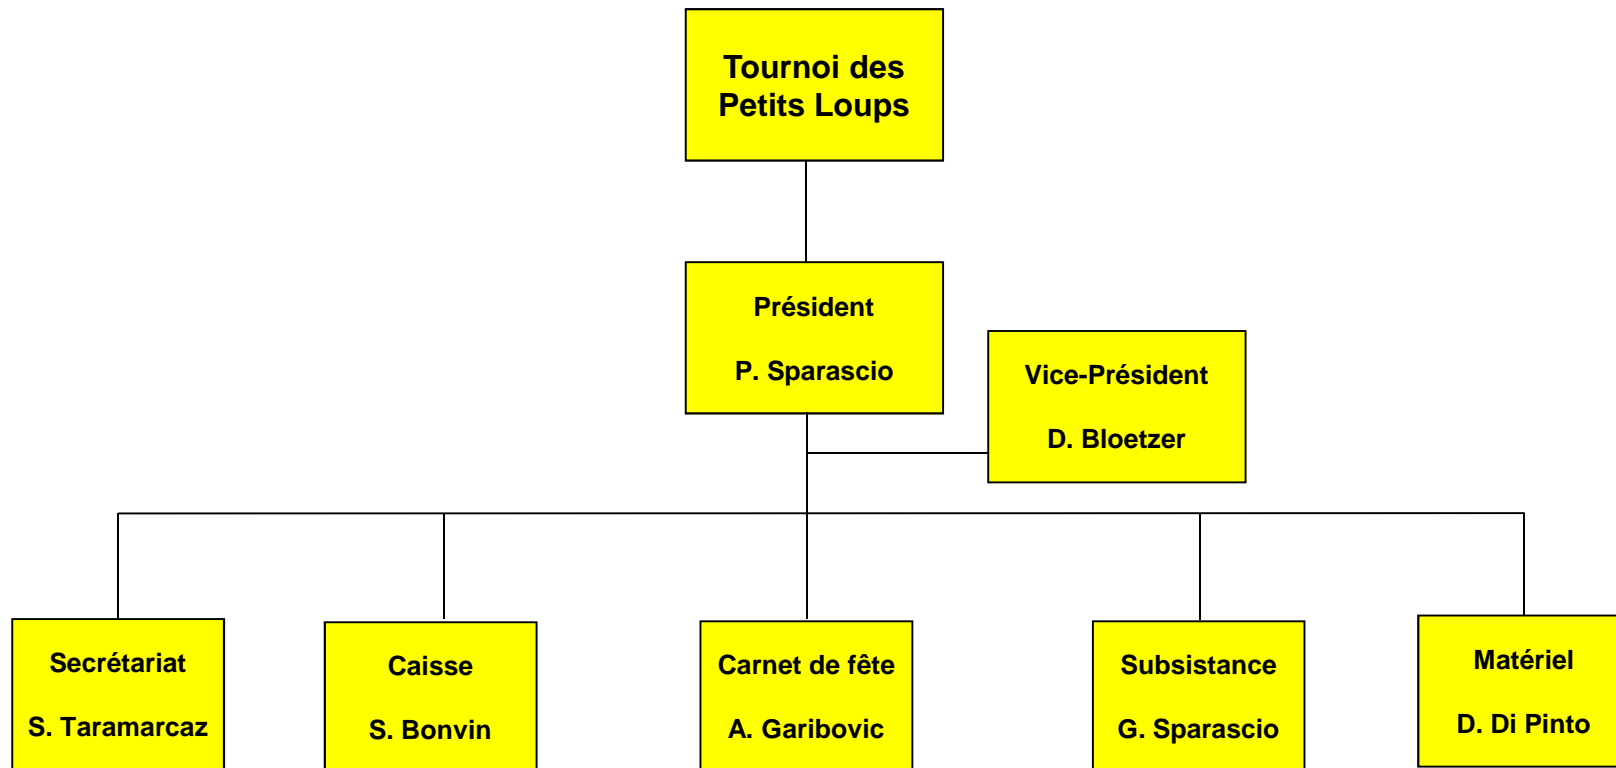 Tournoi des
Petits Loups
Président
P. Sparascio
Vice-Président
D. Bloetzer
Secrétariat
S. Taramarcaz
Caisse
S. Bonvin
Carnet de fête
A. Garibovic
Subsistance
G. Sparascio
Matériel
D. Di Pinto